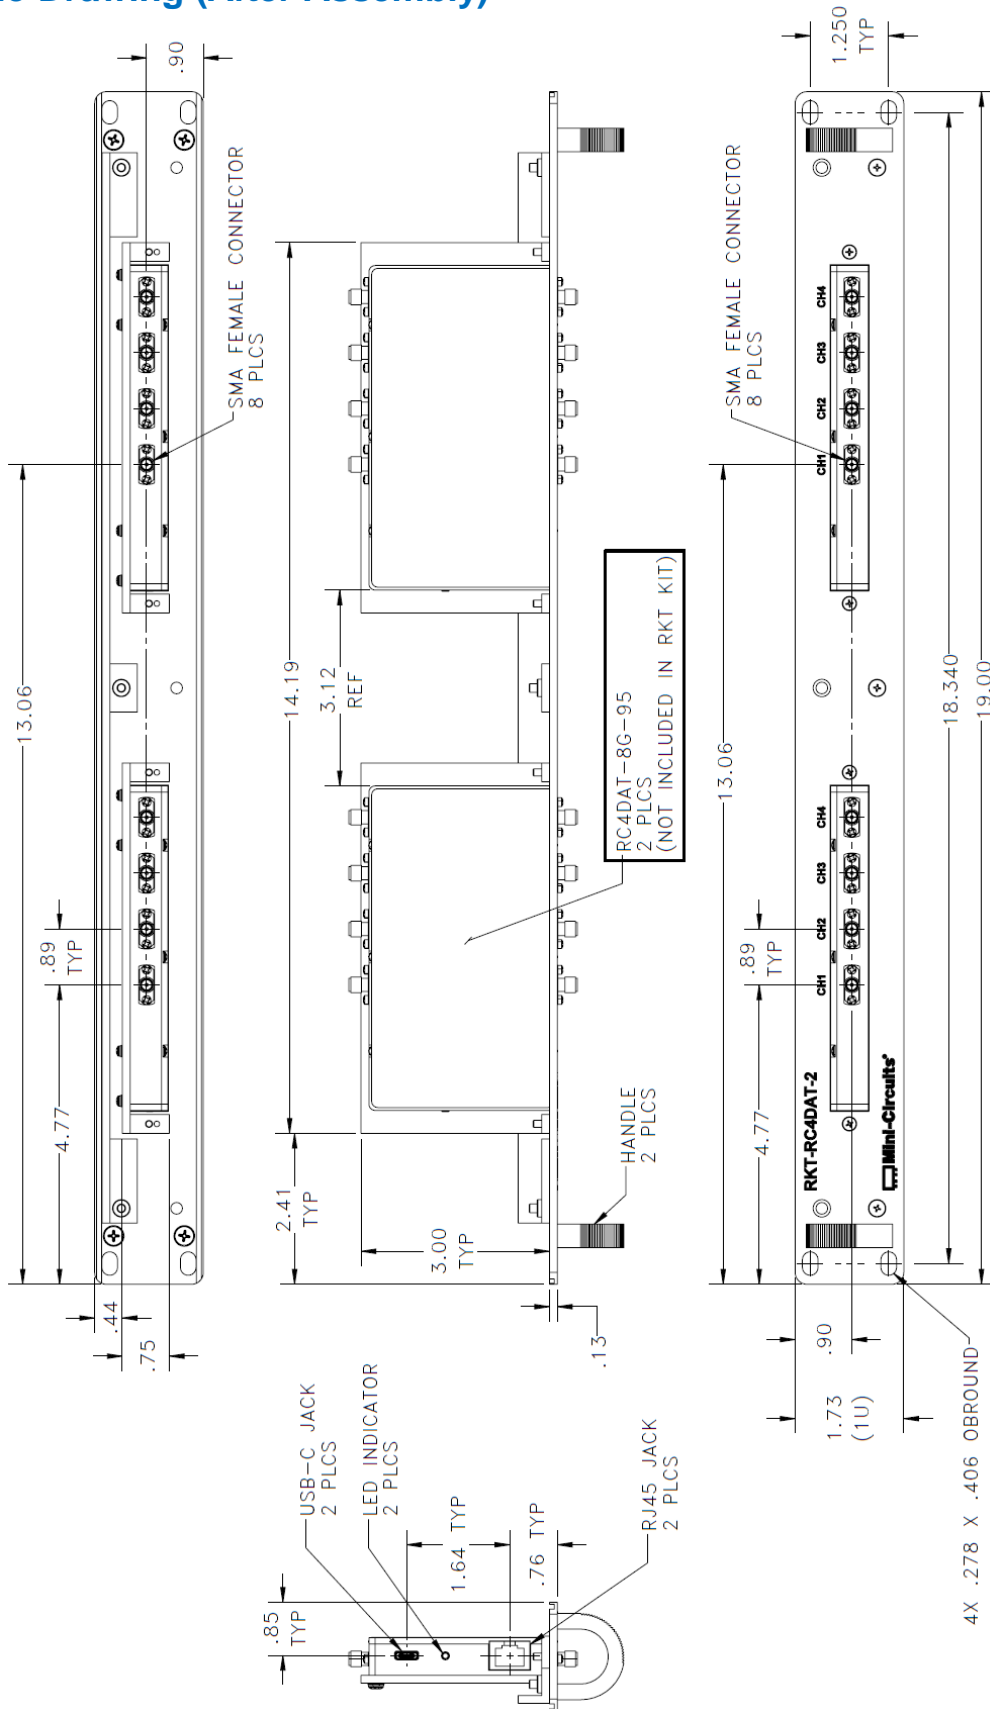 .90
SMA FEMALE CONNECTOR
8 PLCS
13.06
.89
TYP
4.77
.44
.75
14.19
3.12
REF
RC4DAT-8G-95
2 PLCS
(NOT INCLUDED IN RKT KIT)
2.41
TYP
3.00
TYP
HANDLE
2 PLCS
.13
1.250
TYP
SMA FEMALE CONNECTOR
8 PLCS
CH4
CH3
CH2
CH1
13.06
18.340
19.00
CH4
CH3
CH2
CH1
.89
TYP
4.77
RKT-RC4DAT-2
Mini-Circuits®
.90
1.73
(1U)
4X .278 X .406 OBROUND
USB-C JACK
2 PLCS
LED INDICATOR
2 PLCS
1.64 TYP
.76 TYP
RJ45 JACK
2 PLCS
.85
TYP